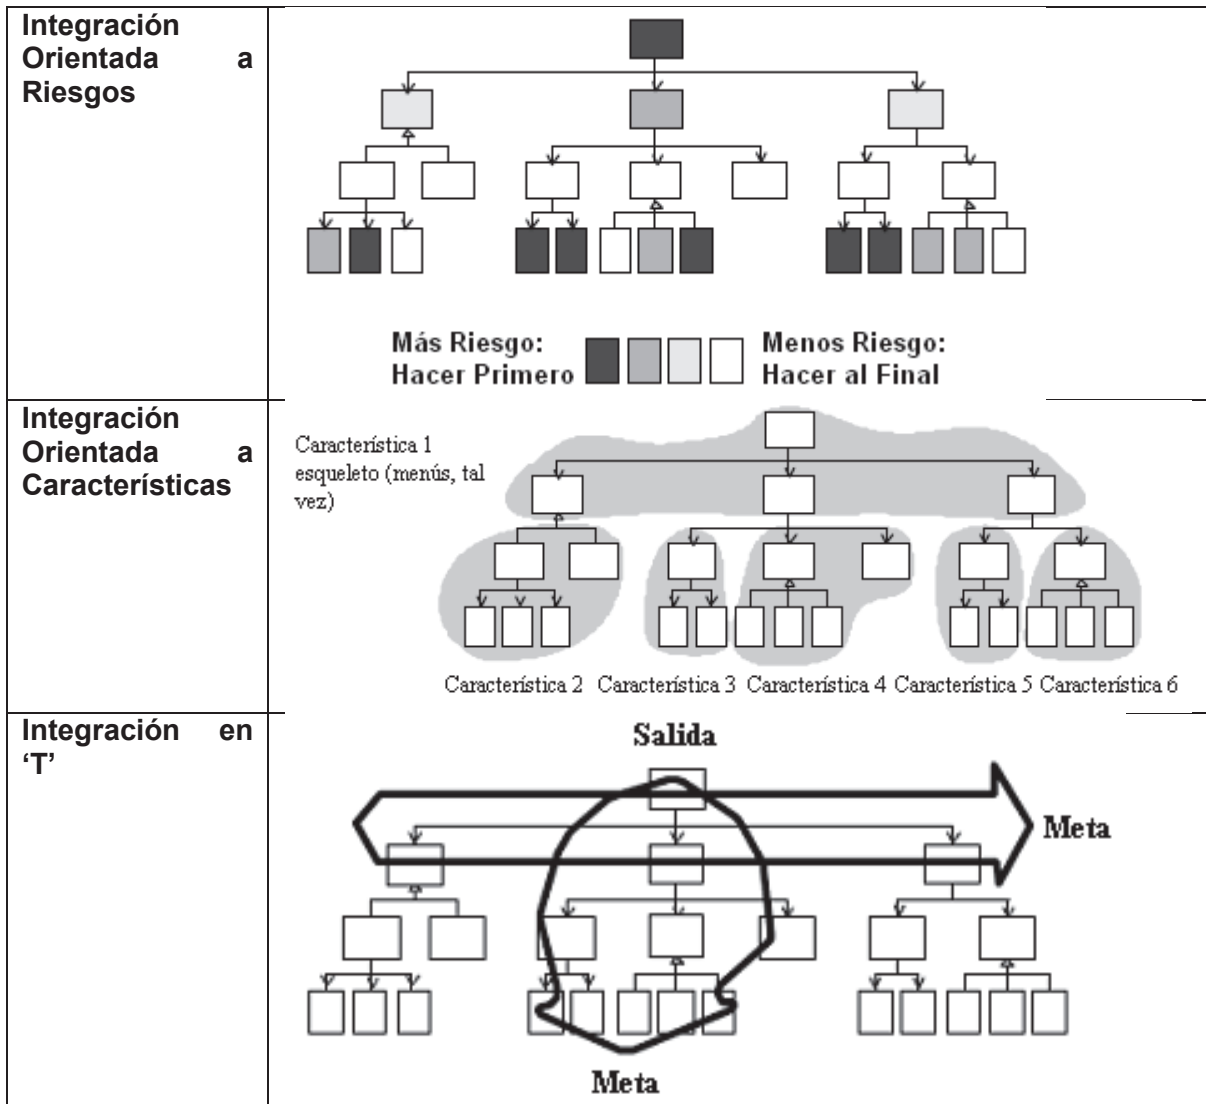 Integración
Orientada a
Riesgos
Más Riesgo:
Hacer Primero
Menos Riesgo:
Hacer al Final
Integración
Orientada a
Características
Característica 1
esqueleto (menús, tal
vez)
Característica 2 Característica 3 Característica 4 Característica 5 Característica 6
Integración en
‘T’
Salida
Meta
Meta